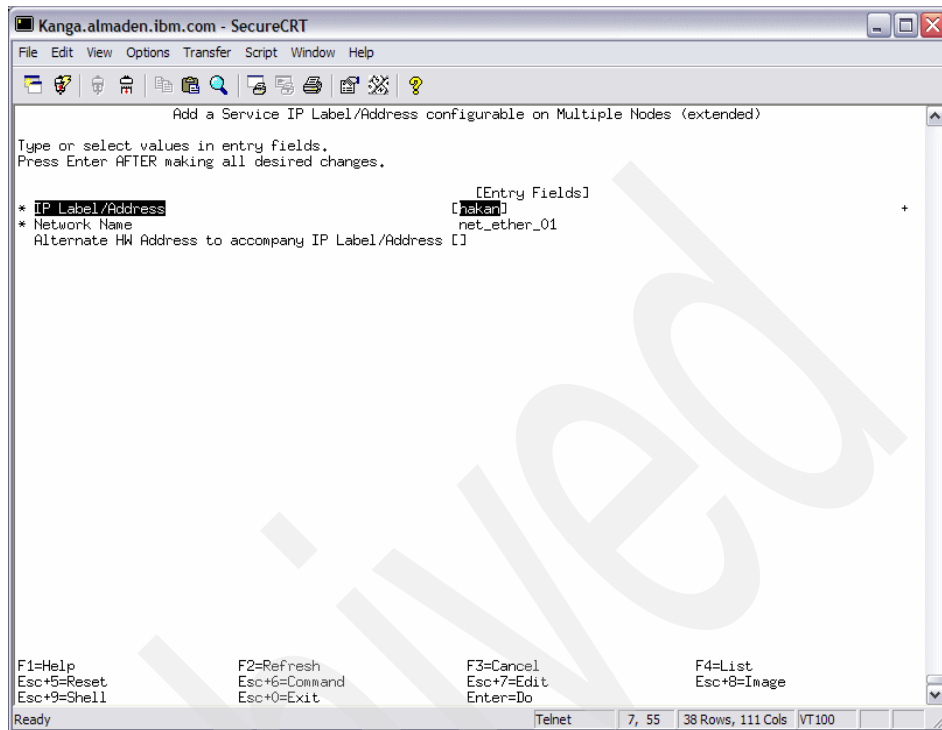 Kanga.almaden.ibm.com - SecureCRT
File Edit View Options Transfer Script Window Help
Add a Service IP Label/Address configurable on Multiple Nodes (extended)
Type or select values in entry fields.
Press Enter AFTER making all desired changes.
[Entry Fields]
* IP Label/Address [hakan] +
* Network Name net_ether_01
Alternate HW Address to accompany IP Label/Address []
F1=Help F2=Refresh F3=Cancel F4=List
Esc+5=Reset Esc+6=Command Esc+7=Edit Esc+8=Image
Esc+9=Shell Esc+0=Exit Enter=Do
Ready Telnet 7, 55 38 Rows, 111 Cols VT100
hived